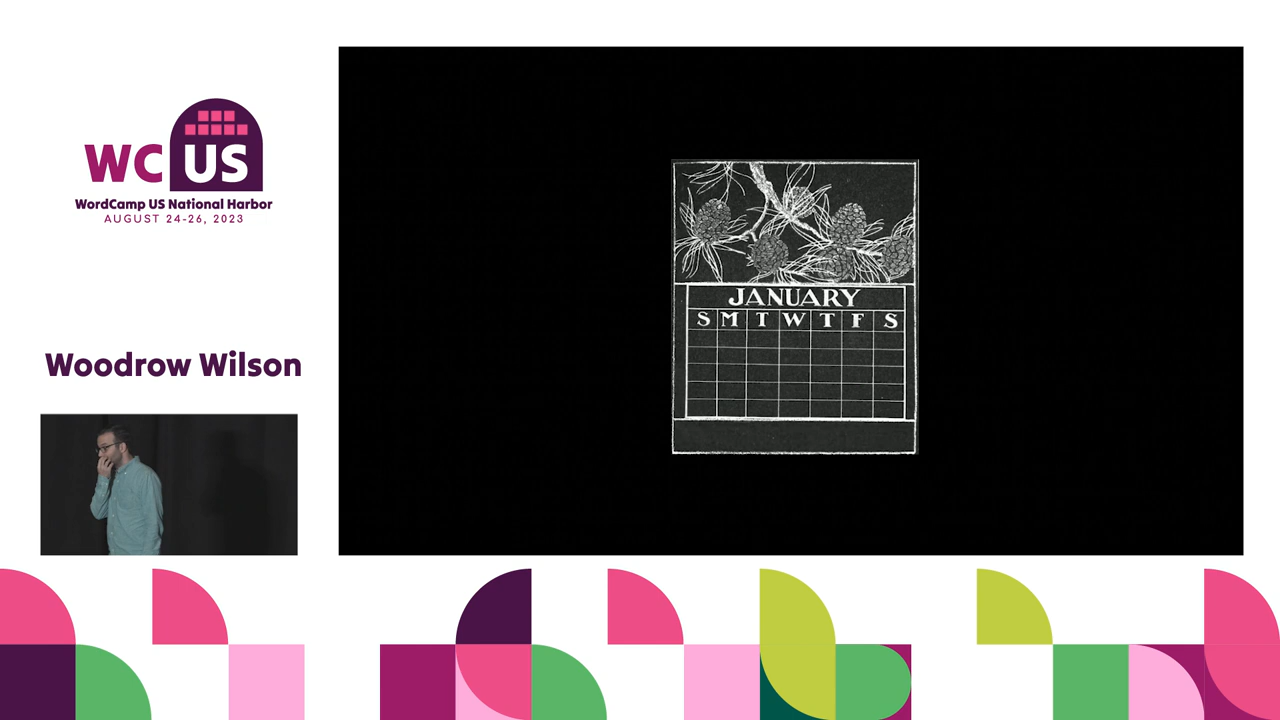 WC US
WordCamp US National Harbor
AUGUST 24-26, 2023
Woodrow Wilson
JANUARY
S M T W T F S